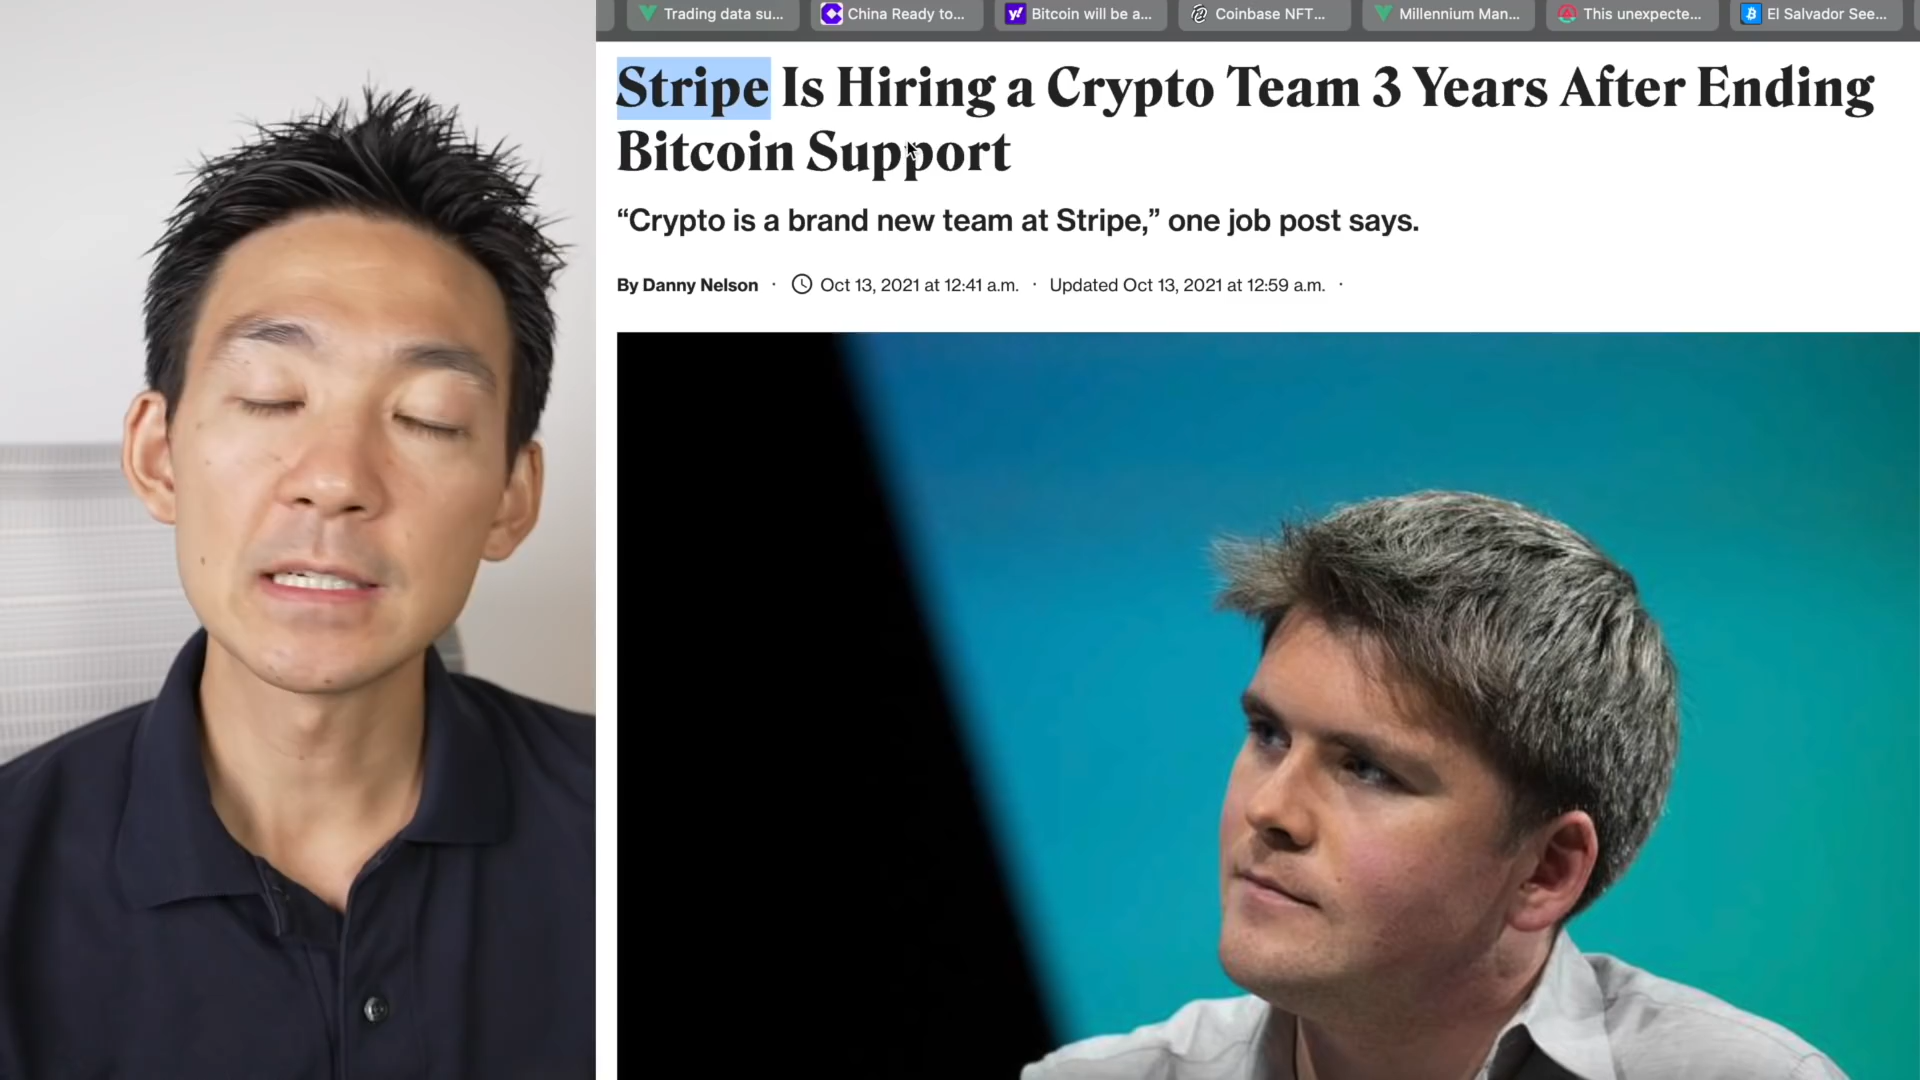 Trading data su...
China Ready to...
Bitcoin will be a...
Coinbase NFT...
Millennium Man...
This unexpecte...
El Salvador See...
Stripe Is Hiring a Crypto Team 3 Years After Ending
Bitcoin Support
“Crypto is a brand new team at Stripe,” one job post says.
By Danny Nelson · Oct 13, 2021 at 12:41 a.m. · Updated Oct 13, 2021 at 12:59 a.m. ·